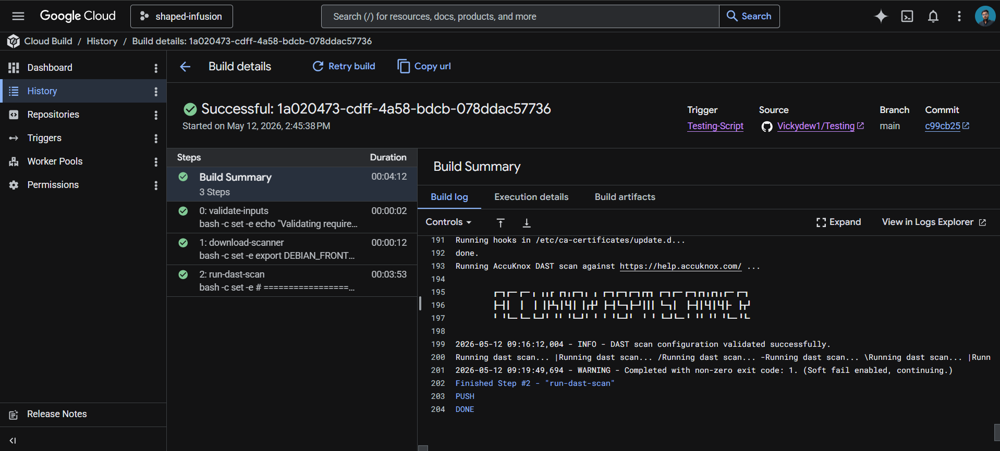 Google Cloud
shaped-infusion
Search (/) for resources, docs, products, and more
Search
Cloud Build / History / Build details: 1a020473-cdff-4a58-bdcb-078ddac57736
Dashboard
History
Repositories
Triggers
Worker Pools
Permissions
Release Notes
Build details
Retry build
Copy url
Successful: 1a020473-cdff-4a58-bdcb-078ddac57736
Started on May 12, 2026, 2:45:38 PM
Trigger
Testing-Script
Source
Vickydew1/Testing
Branch
main
Commit
c99cb25
Steps Duration
Build Summary 00:04:12
3 Steps
0: validate-inputs 00:00:02
bash -c set -e echo "Validating require...
1: download-scanner 00:00:12
bash -c set -e export DEBIAN_FRONT...
2: run-dast-scan 00:03:53
bash -c set -e # =================...
Build Summary
Build log
Execution details
Build artifacts
Controls
Expand
View in Logs Explorer
191 Running hooks in /etc/ca-certificates/update.d...
192 done.
193 Running AccuKnox DAST scan against https://help.accuknox.com/ ...
194
195
196
197
198
199 2026-05-12 09:16:12,004 - INFO - DAST scan configuration validated successfully.
200 Running dast scan... |Running dast scan... /Running dast scan... -Running dast scan... \Running dast scan... |Runn
201 2026-05-12 09:19:49,694 - WARNING - Completed with non-zero exit code: 1. (Soft fail enabled, continuing.)
202 Finished Step #2 - "run-dast-scan"
203 PUSH
204 DONE